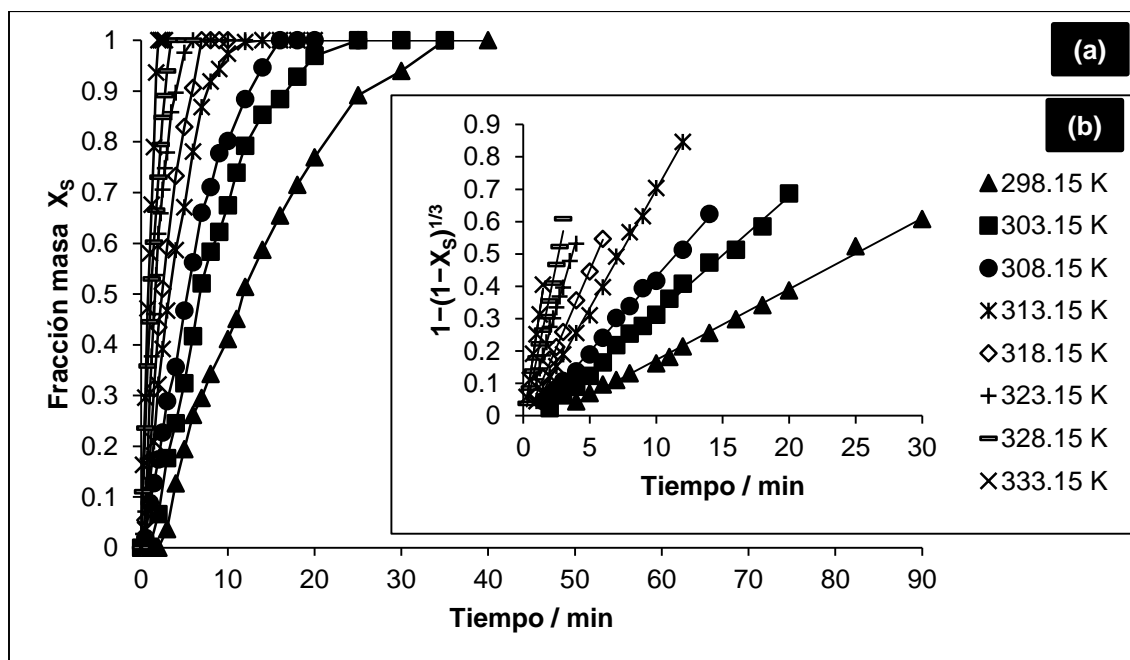 (a)
1
0.9
0.8
0.7
0.6
0.5
0.4
0.3
0.2
0.1
0
Fracción masa X_S
0 10 20 30 40 50 60 70 80 90
Tiempo / min
(b)
0.9
0.8
0.7
0.6
0.5
0.4
0.3
0.2
0.1
0
1−(1−X_S)^{1/3}
0 5 10 15 20 25 30
Tiempo / min
298.15 K
303.15 K
308.15 K
313.15 K
318.15 K
323.15 K
328.15 K
333.15 K